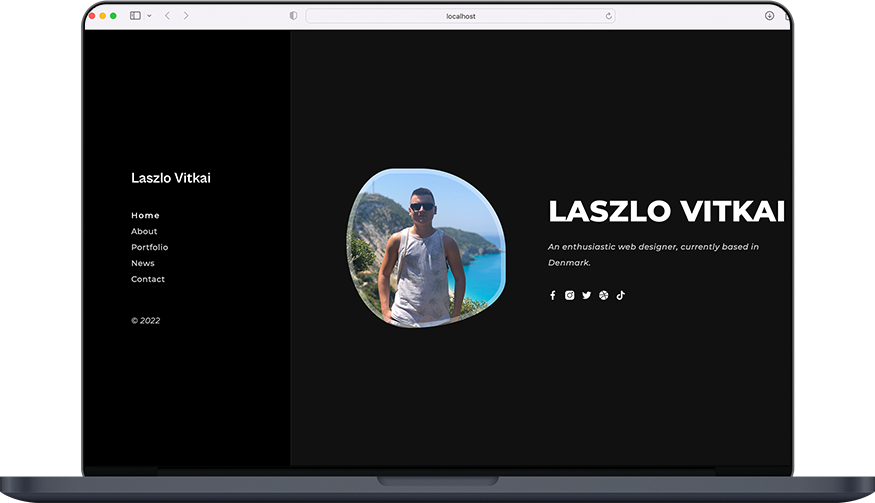 localhost
Laszlo Vitkai
Home
About
Portfolio
News
Contact
© 2022
LASZLO VITKAI
An enthusiastic web designer, currently based in
Denmark.